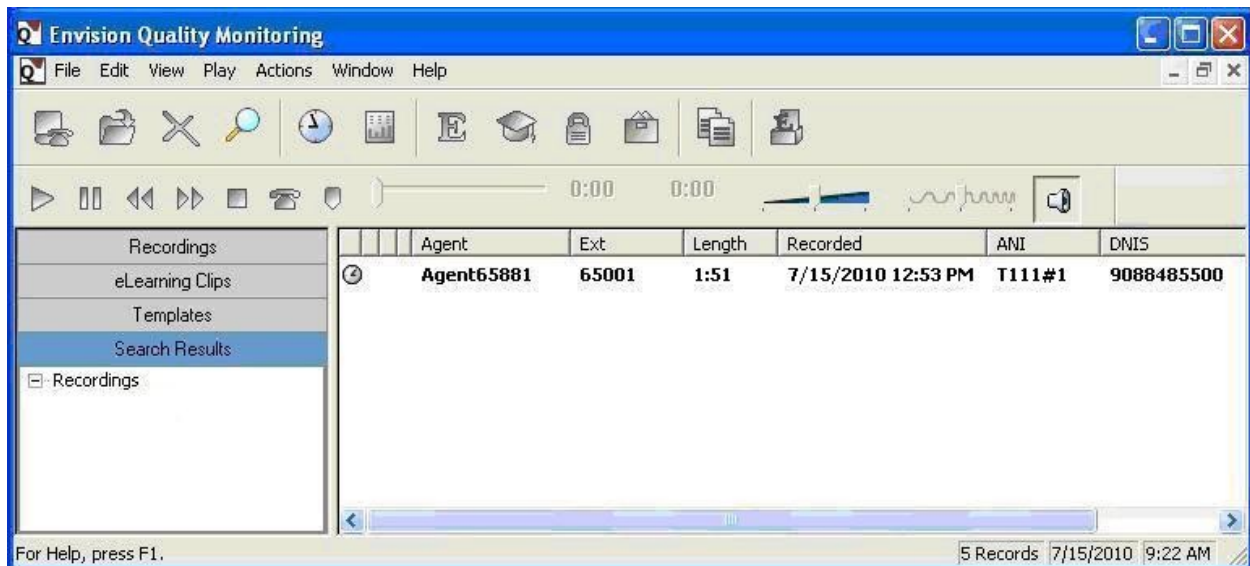 Envision Quality Monitoring
File Edit View Play Actions Window Help
E
0:00 0:00
Recordings
eLearning Clips
Templates
Search Results
Recordings
Agent Ext Length Recorded ANI DNIS
Agent65881 65001 1:51 7/15/2010 12:53 PM T111#1 9088485500
For Help, press F1.
5 Records 7/15/2010 9:22 AM